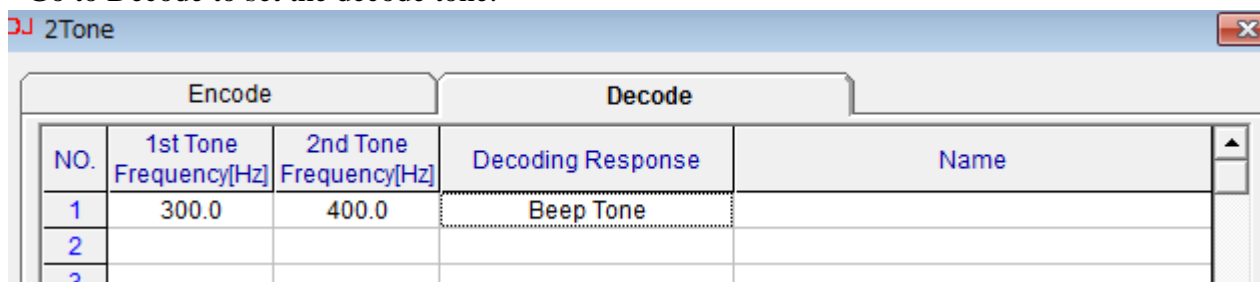 Go to Decode to set the decode tone.
DJ 2Tone
Encode Decode
NO. 1st Tone Frequency[Hz] 2nd Tone Frequency[Hz] Decoding Response Name
1 300.0 400.0 Beep Tone
2